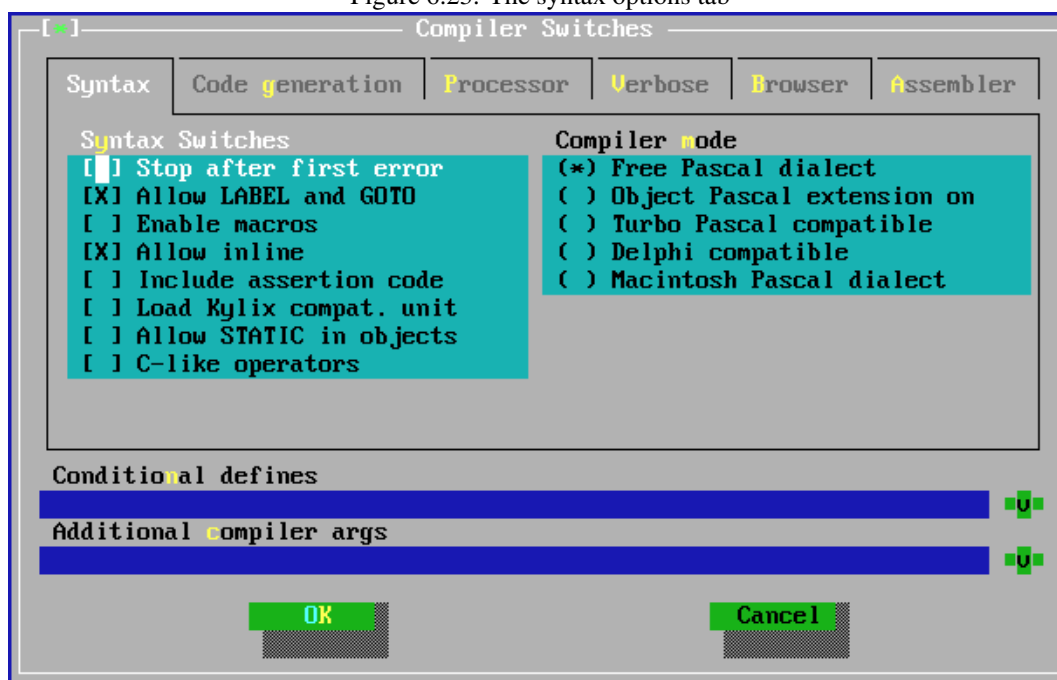 Figure 6.23: The syntax options tab
[*] Compiler Switches
Syntax Code generation Processor Verbose Browser Assembler
Syntax Switches
[ ] Stop after first error
[X] Allow LABEL and GOTO
[ ] Enable macros
[X] Allow inline
[ ] Include assertion code
[ ] Load Kylix compat. unit
[ ] Allow STATIC in objects
[ ] C-like operators
Compiler mode
(*) Free Pascal dialect
( ) Object Pascal extension on
( ) Turbo Pascal compatible
( ) Delphi compatible
( ) Macintosh Pascal dialect
Conditional defines
Additional compiler args
OK Cancel